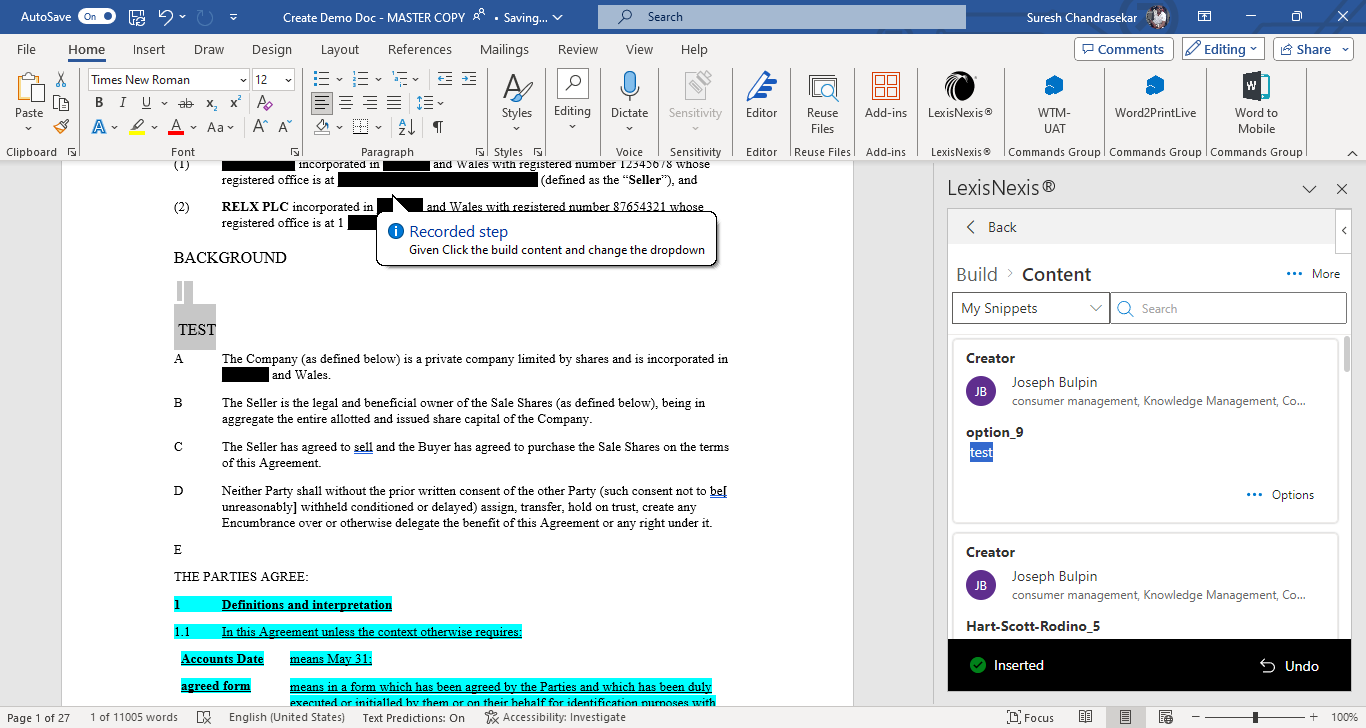 AutoSave On Create Demo Doc - MASTER COPY • Saving... Search Suresh Chandrasekar
File Home Insert Draw Design Layout References Mailings Review View Help Comments Editing Share
Times New Roman 12
Paste B I U ab x2 x2 A Aa A A Styles Editing Dictate Sensitivity Editor Reuse Files Add-ins LexisNexis® WTM-UAT Word2PrintLive Word to Mobile
Clipboard Font Paragraph Styles Voice Sensitivity Editor Reuse Files Add-ins LexisNexis® Commands Group Commands Group Commands Group
(1) incorporated in and Wales with registered number 12345678 whose
registered office is at (defined as the “Seller”), and
(2) RELX PLC incorporated in and Wales with registered number 87654321 whose
registered office is at 1
Recorded step
Given Click the build content and change the dropdown
BACKGROUND
TEST
A The Company (as defined below) is a private company limited by shares and is incorporated in
and Wales.
B The Seller is the legal and beneficial owner of the Sale Shares (as defined below), being in
aggregate the entire allotted and issued share capital of the Company.
C The Seller has agreed to sell and the Buyer has agreed to purchase the Sale Shares on the terms
of this Agreement.
D Neither Party shall without the prior written consent of the other Party (such consent not to be[
unreasonably] withheld conditioned or delayed) assign, transfer, hold on trust, create any
Encumbrance over or otherwise delegate the benefit of this Agreement or any right under it.
E
THE PARTIES AGREE:
1 Definitions and interpretation
1.1 In this Agreement unless the context otherwise requires:
Accounts Date means May 31:
agreed form means in a form which has been agreed by the Parties and which has been duly
executed or initialled by them or on their behalf for identification purposes with
LexisNexis®
Back
Build > Content ••• More
My Snippets Search
Creator
JB Joseph Bulpin
consumer management, Knowledge Management, Co...
option_9
test
••• Options
Creator
JB Joseph Bulpin
consumer management, Knowledge Management, Co...
Hart-Scott-Rodino_5
Inserted Undo
Page 1 of 27 1 of 11005 words English (United States) Text Predictions: On Accessibility: Investigate Focus 100%